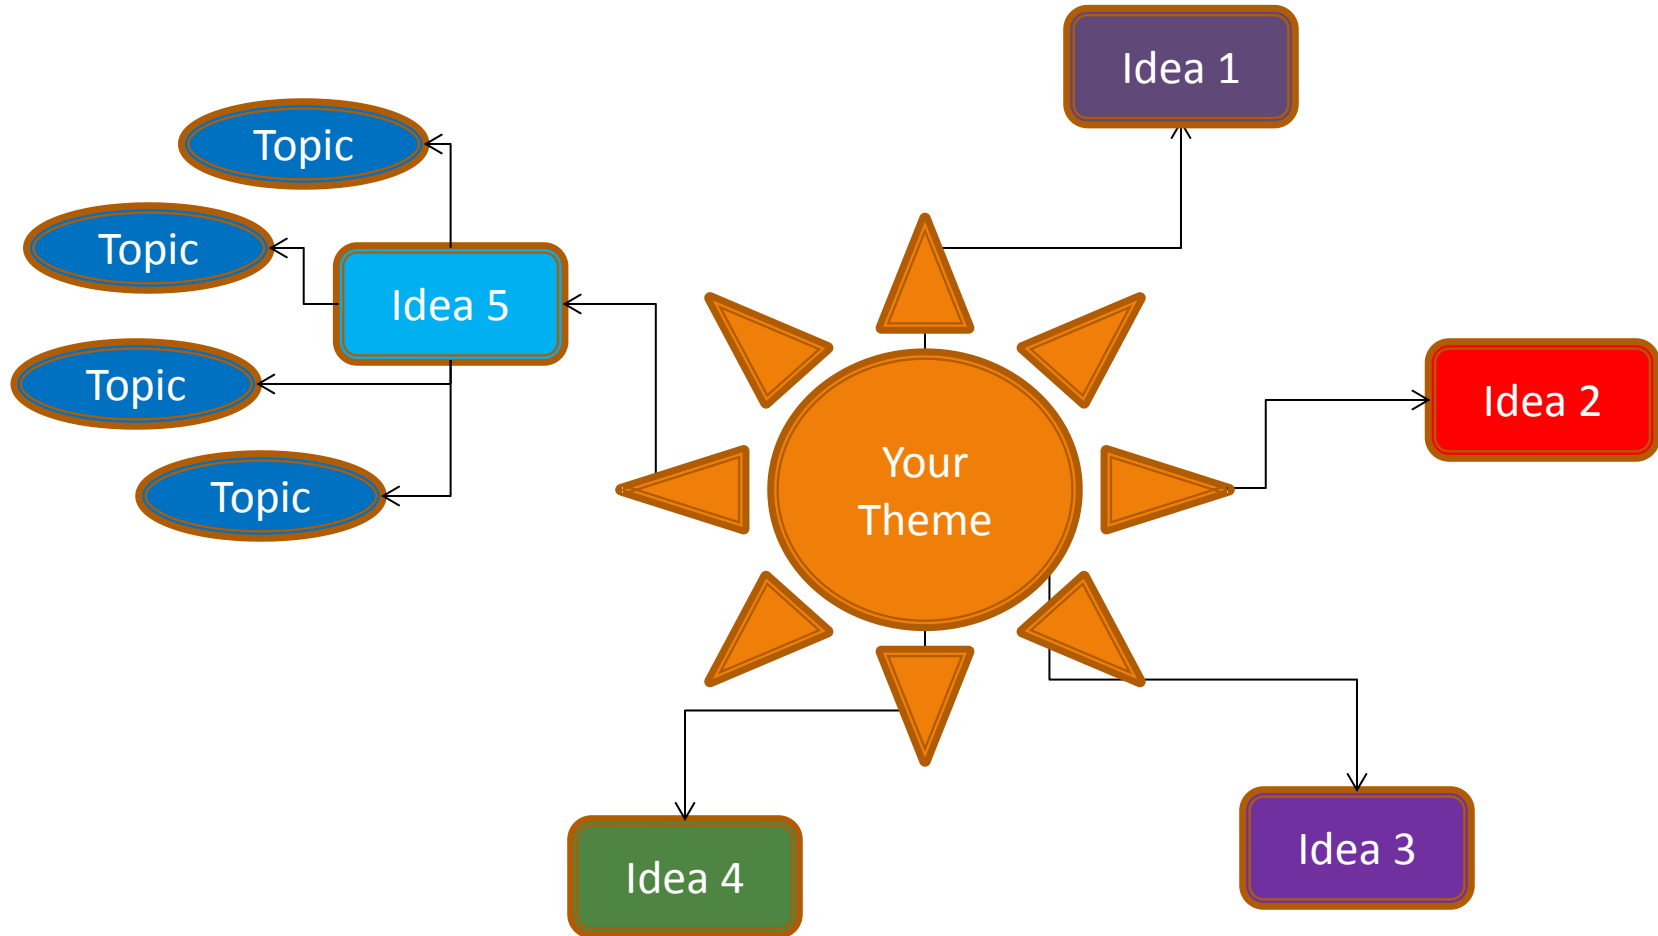 Idea 1
Topic
Topic
Idea 5
Topic
Topic
Your
Theme
Idea 2
Idea 3
Idea 4